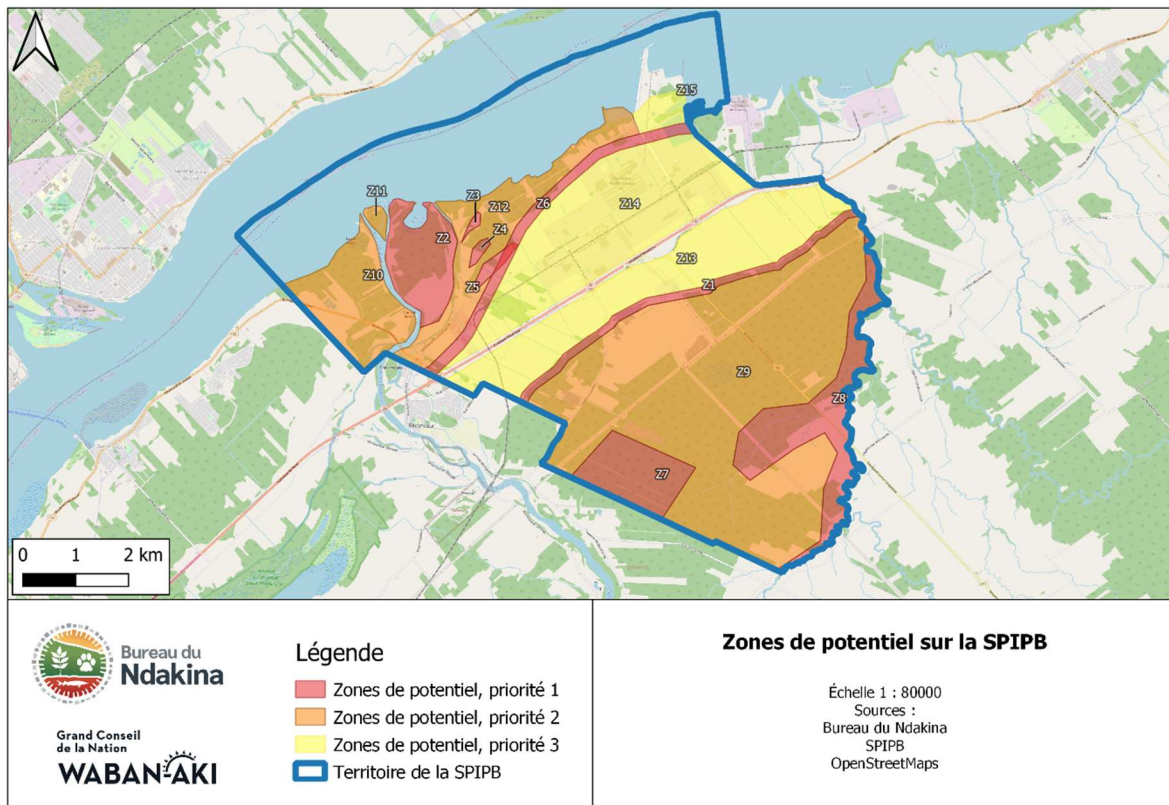 Z15
Z11
Z3
Z12
Z6
Z14
Z2
Z4
Z10
Z5
Z13
Z1
Z9
Z8
Z7
Bécancour
0 1 2 km
Bureau du
Ndakina
Grand Conseil
de la Nation
WABAN-AKI
Légende
Zones de potentiel, priorité 1
Zones de potentiel, priorité 2
Zones de potentiel, priorité 3
Territoire de la SPIPB
Zones de potentiel sur la SPIPB
Échelle 1 : 80000
Sources :
Bureau du Ndakina
SPIPB
OpenStreetMaps